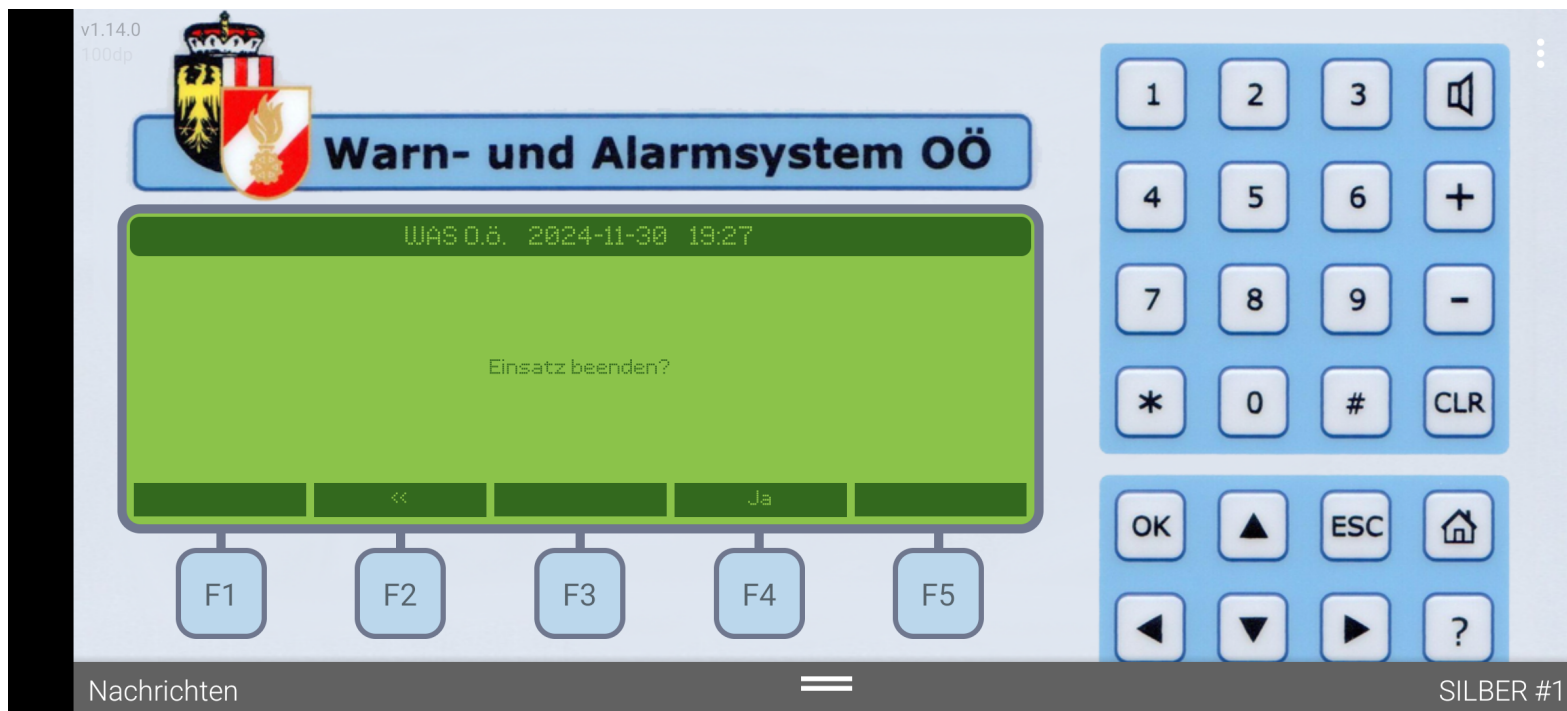 v1.14.0
100dp
Warn- und Alarmsystem OÖ
WAS O.ö. 2024-11-30 19:27
Einsatz beenden?
<< Ja
F1 F2 F3 F4 F5
1 2 3
4 5 6 +
7 8 9 -
* 0 # CLR
OK ESC
?
Nachrichten
SILBER #1